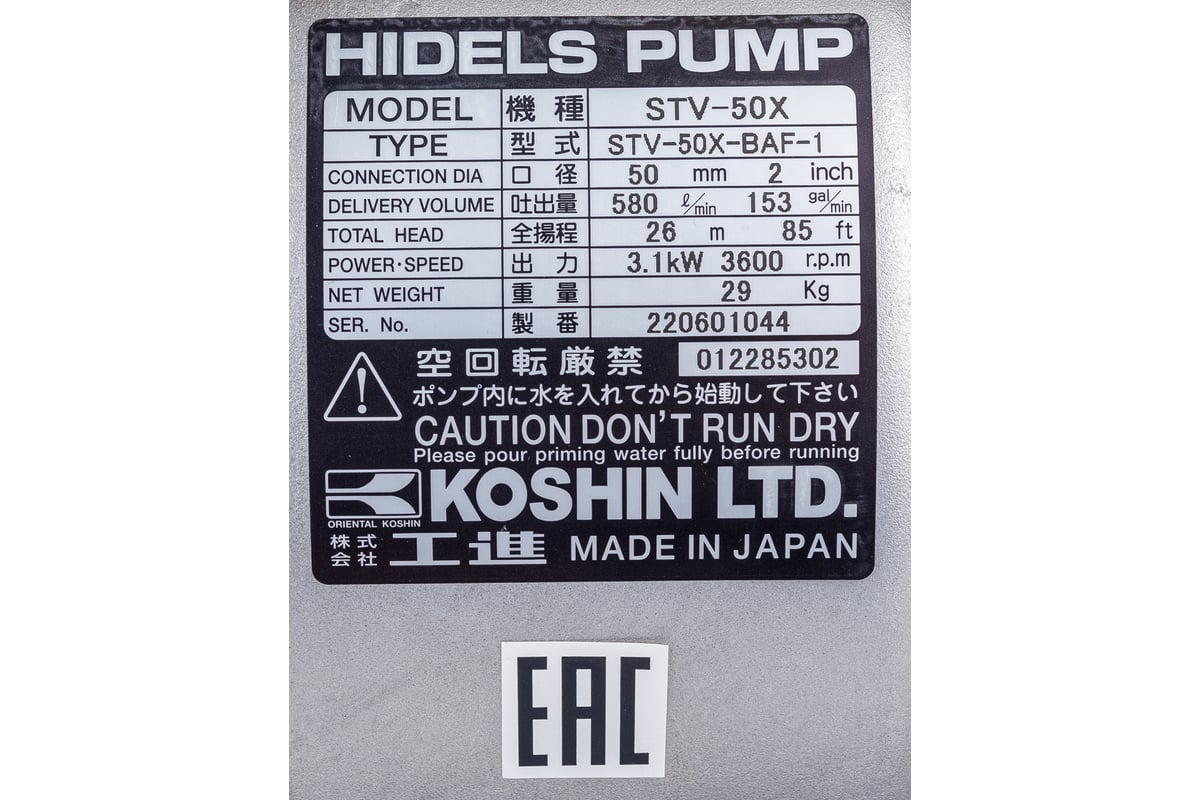 HIDELS PUMP
MODEL 機種 STV-50X
TYPE 型式 STV-50X-BAF-1
CONNECTION DIA 口径 50 mm 2 inch
DELIVERY VOLUME 吐出量 580 ℓ/min 153 gal/min
TOTAL HEAD 全揚程 26 m 85 ft
POWER·SPEED 出力 3.1kW 3600 r.p.m
NET WEIGHT 重量 29 Kg
SER. No. 製番 220601044
空回転厳禁 012285302
ポンプ内に水を入れてから始動して下さい
CAUTION DON'T RUN DRY
Please pour priming water fully before running
KOSHIN LTD.
ORIENTAL KOSHIN
株式会社 工進 MADE IN JAPAN
EAC